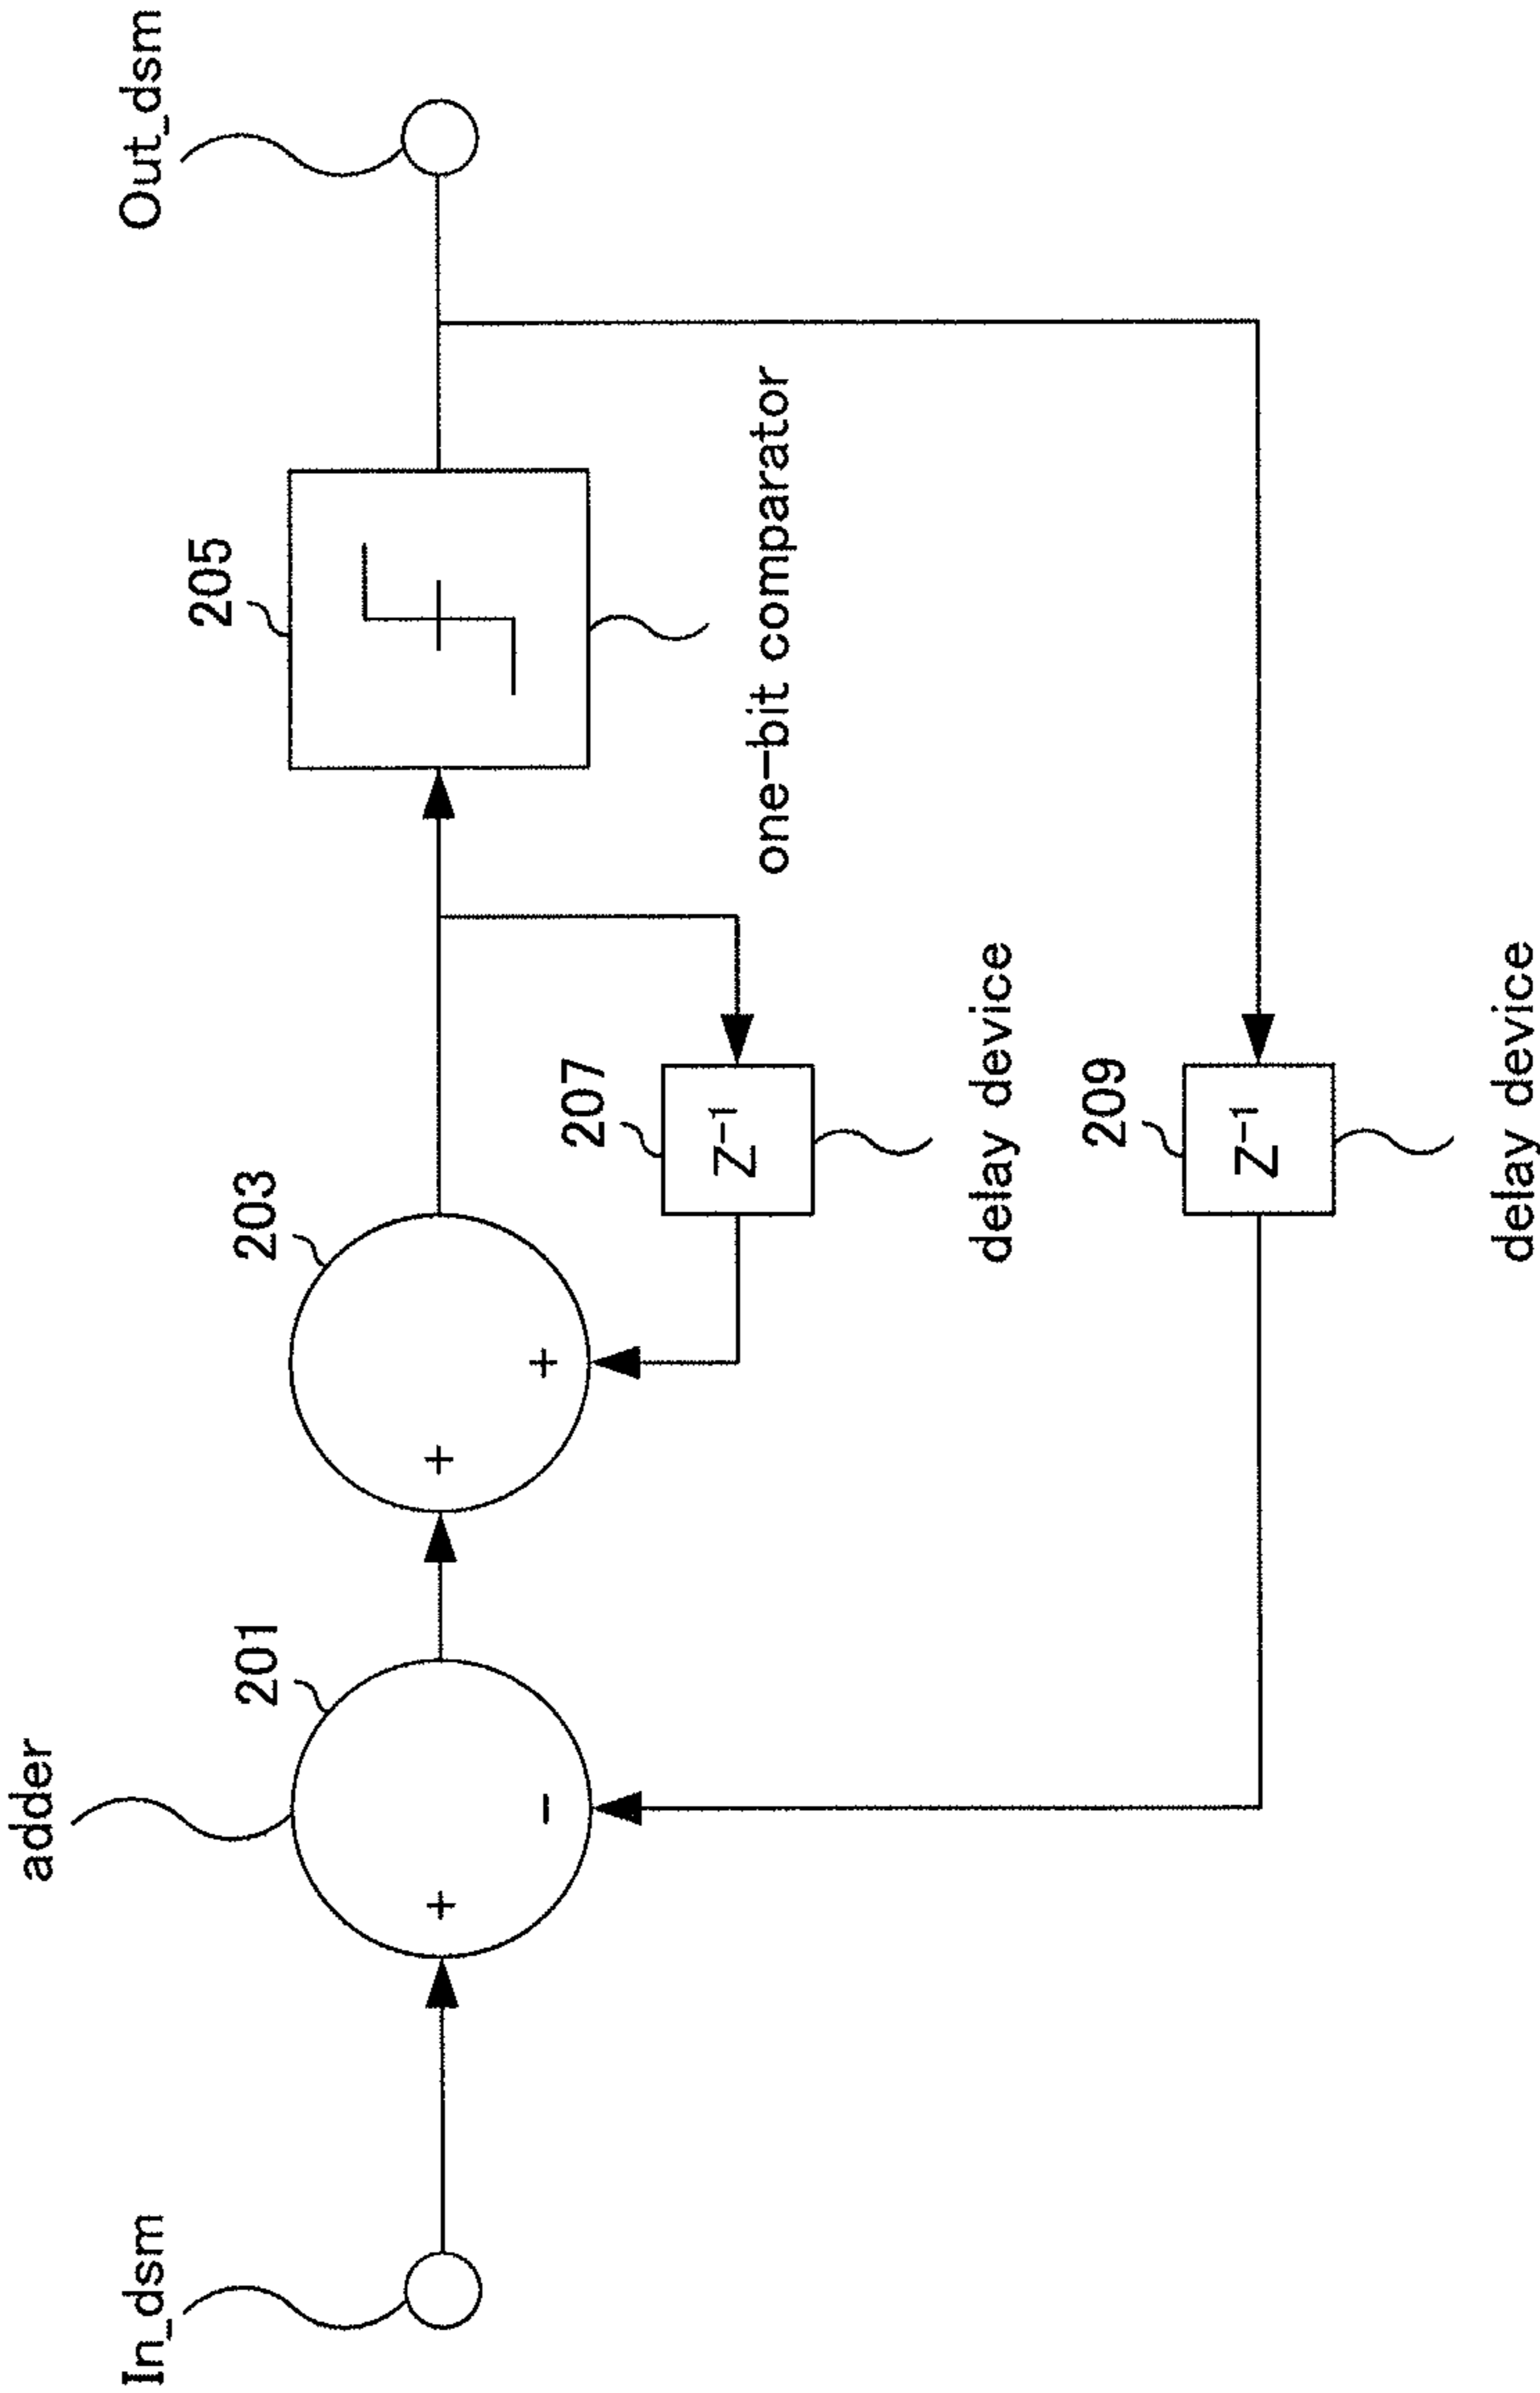 In_dsm
adder
201
+
−
203
+
+
207
Z⁻¹
delay device
205
one-bit comparator
209
Z⁻¹
delay device
Out_dsm